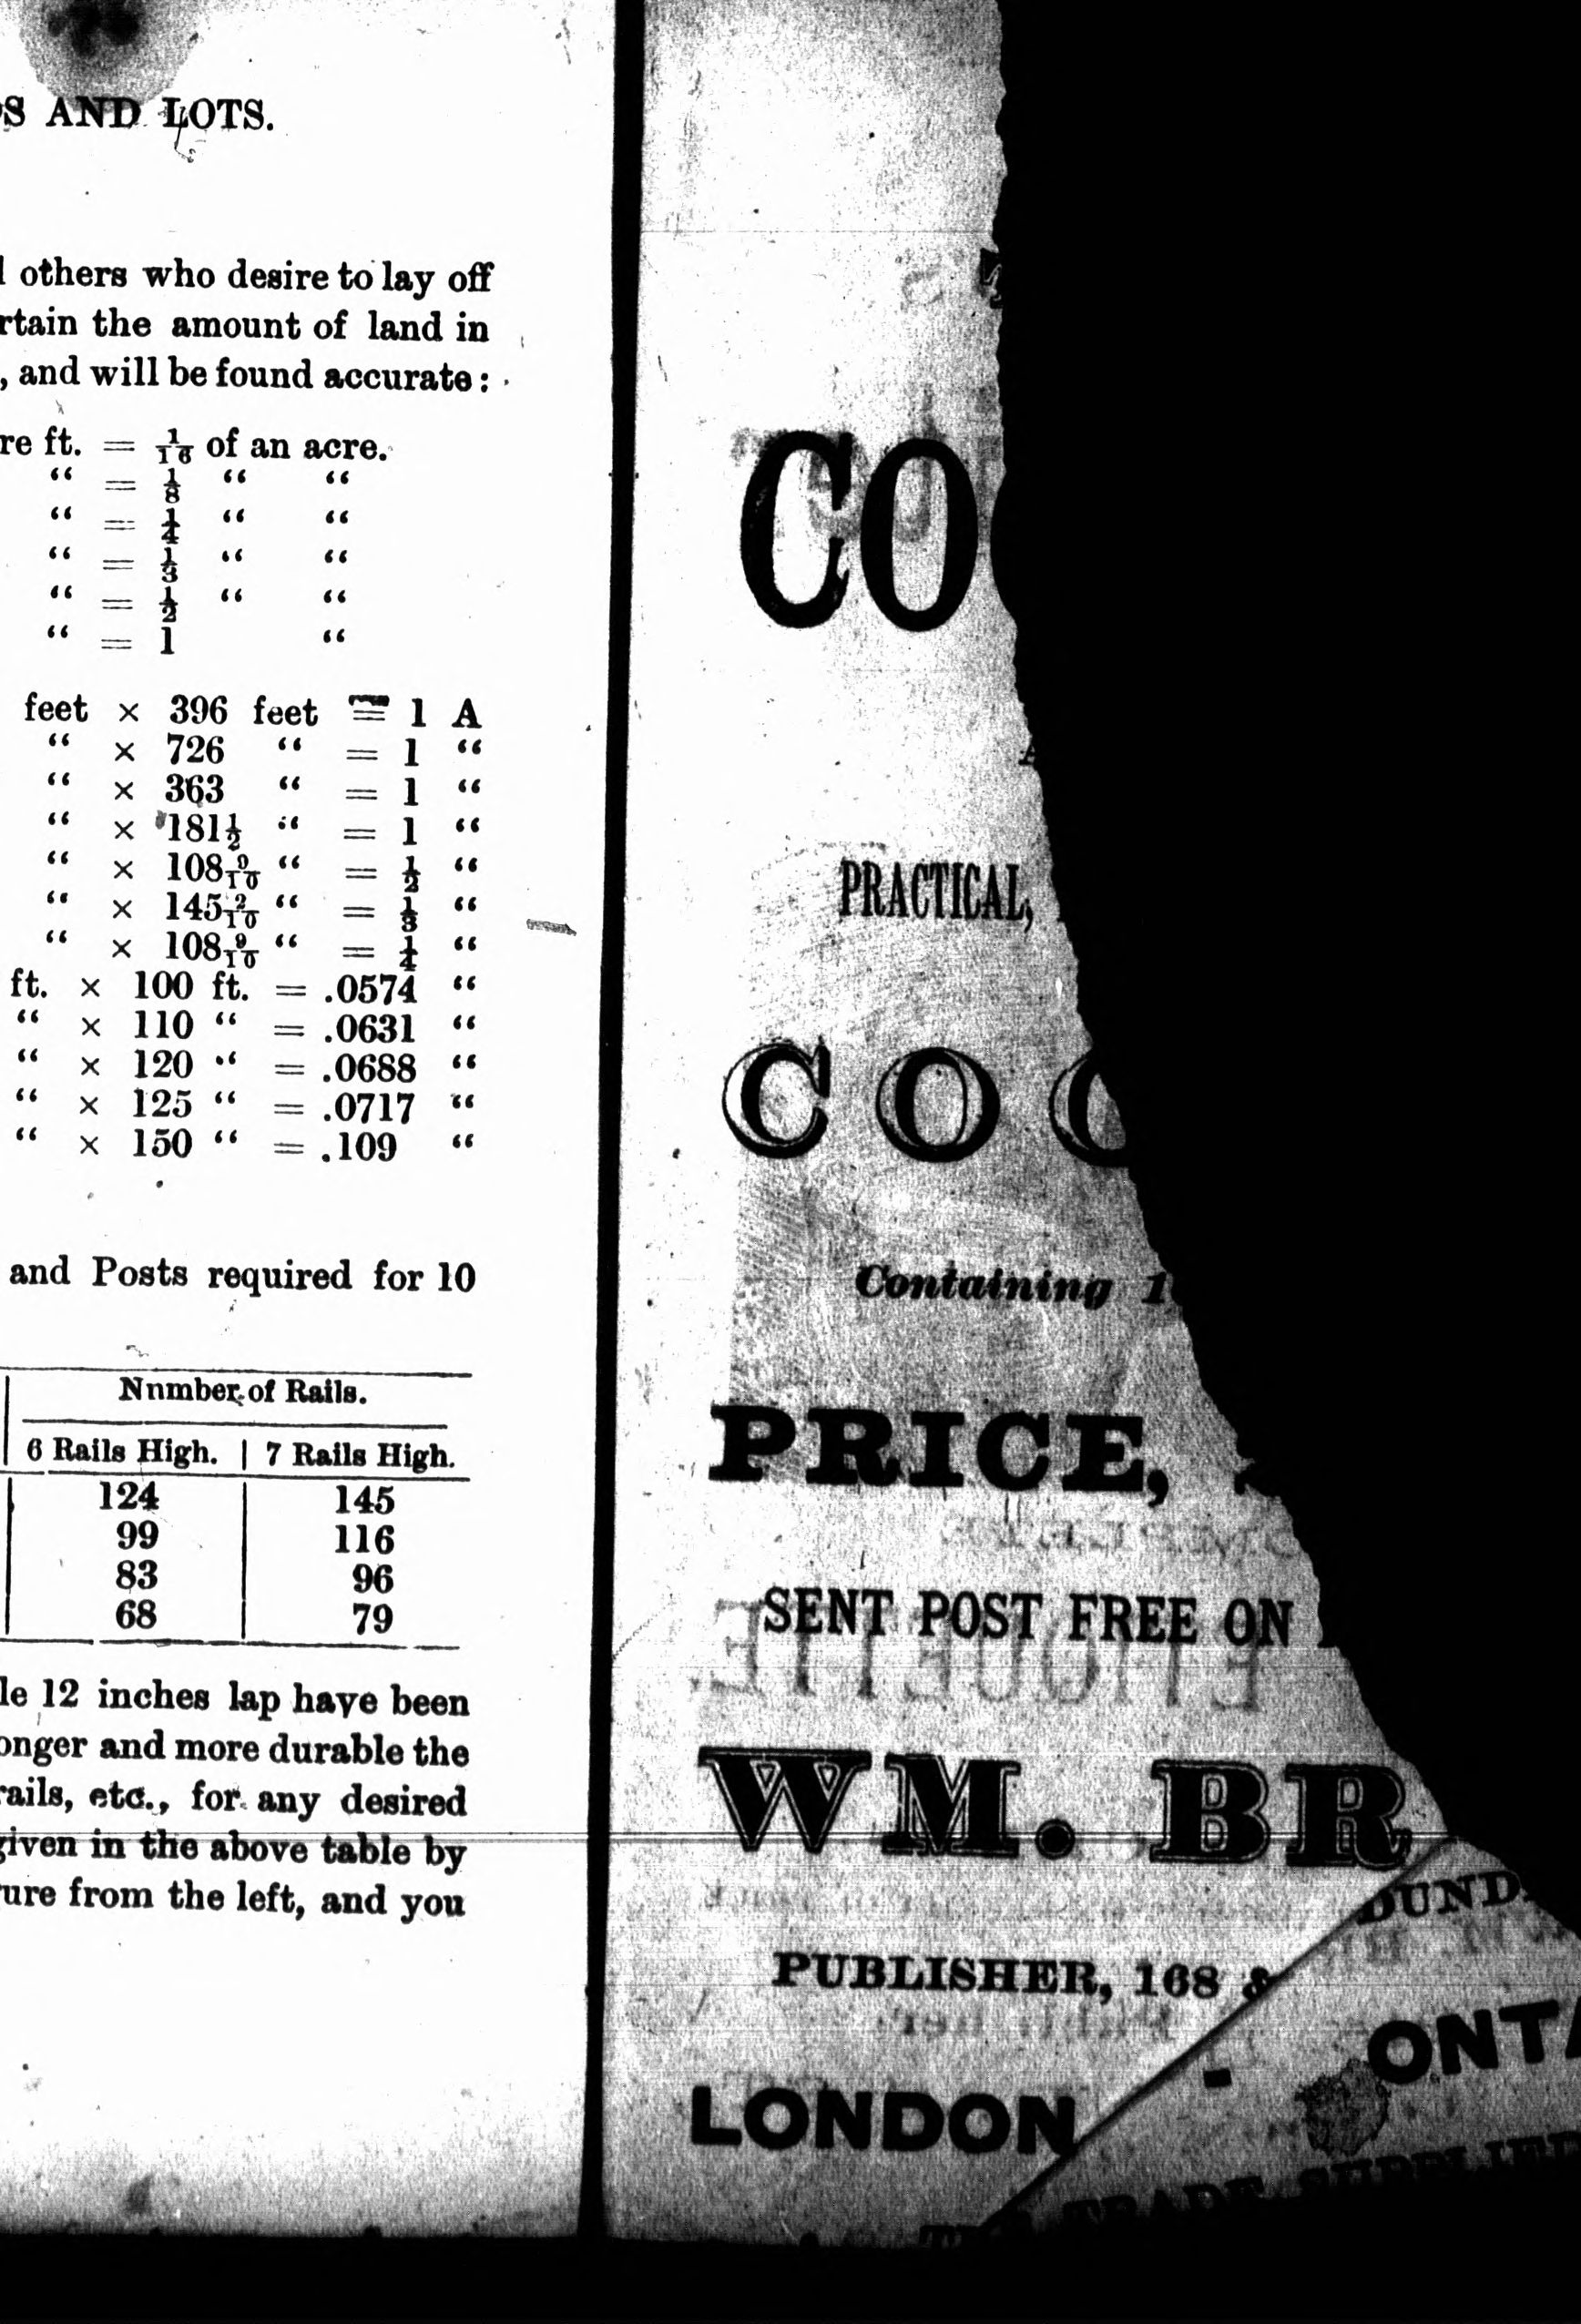 S AND LOTS.
others who desire to lay off
rtain the amount of land in
, and will be found accurate:
re ft. = 1/16 of an acre.
“ = 1/8 “ “
“ = 1/4 “ “
“ = 1/3 “ “
“ = 1/2 “ “
“ = 1 “
feet × 396 feet = 1 A
“ × 726 “ = 1 “
“ × 363 “ = 1 “
“ × 181½ “ = 1 “
“ × 108 9/10 “ = 1/2 “
“ × 145 2/10 “ = 1/3 “
“ × 108 9/10 “ = 1/4 “
ft. × 100 ft. = .0574 “
“ × 110 “ = .0631 “
“ × 120 “ = .0688 “
“ × 125 “ = .0717 “
“ × 150 “ = .109 “
and Posts required for 10
Nnmber of Rails.
6 Rails High. | 7 Rails High.
124 145
99 116
83 96
68 79
le 12 inches lap have been
onger and more durable the
rails, etc., for any desired
given in the above table by
ure from the left, and you
CO
PRACTICAL,
CO
Containing 1
PRICE,
SENT POST FREE ON
WM. BR
OUND
PUBLISHER, 168 &
LONDON - ONTA
TRADE SUPPLIED